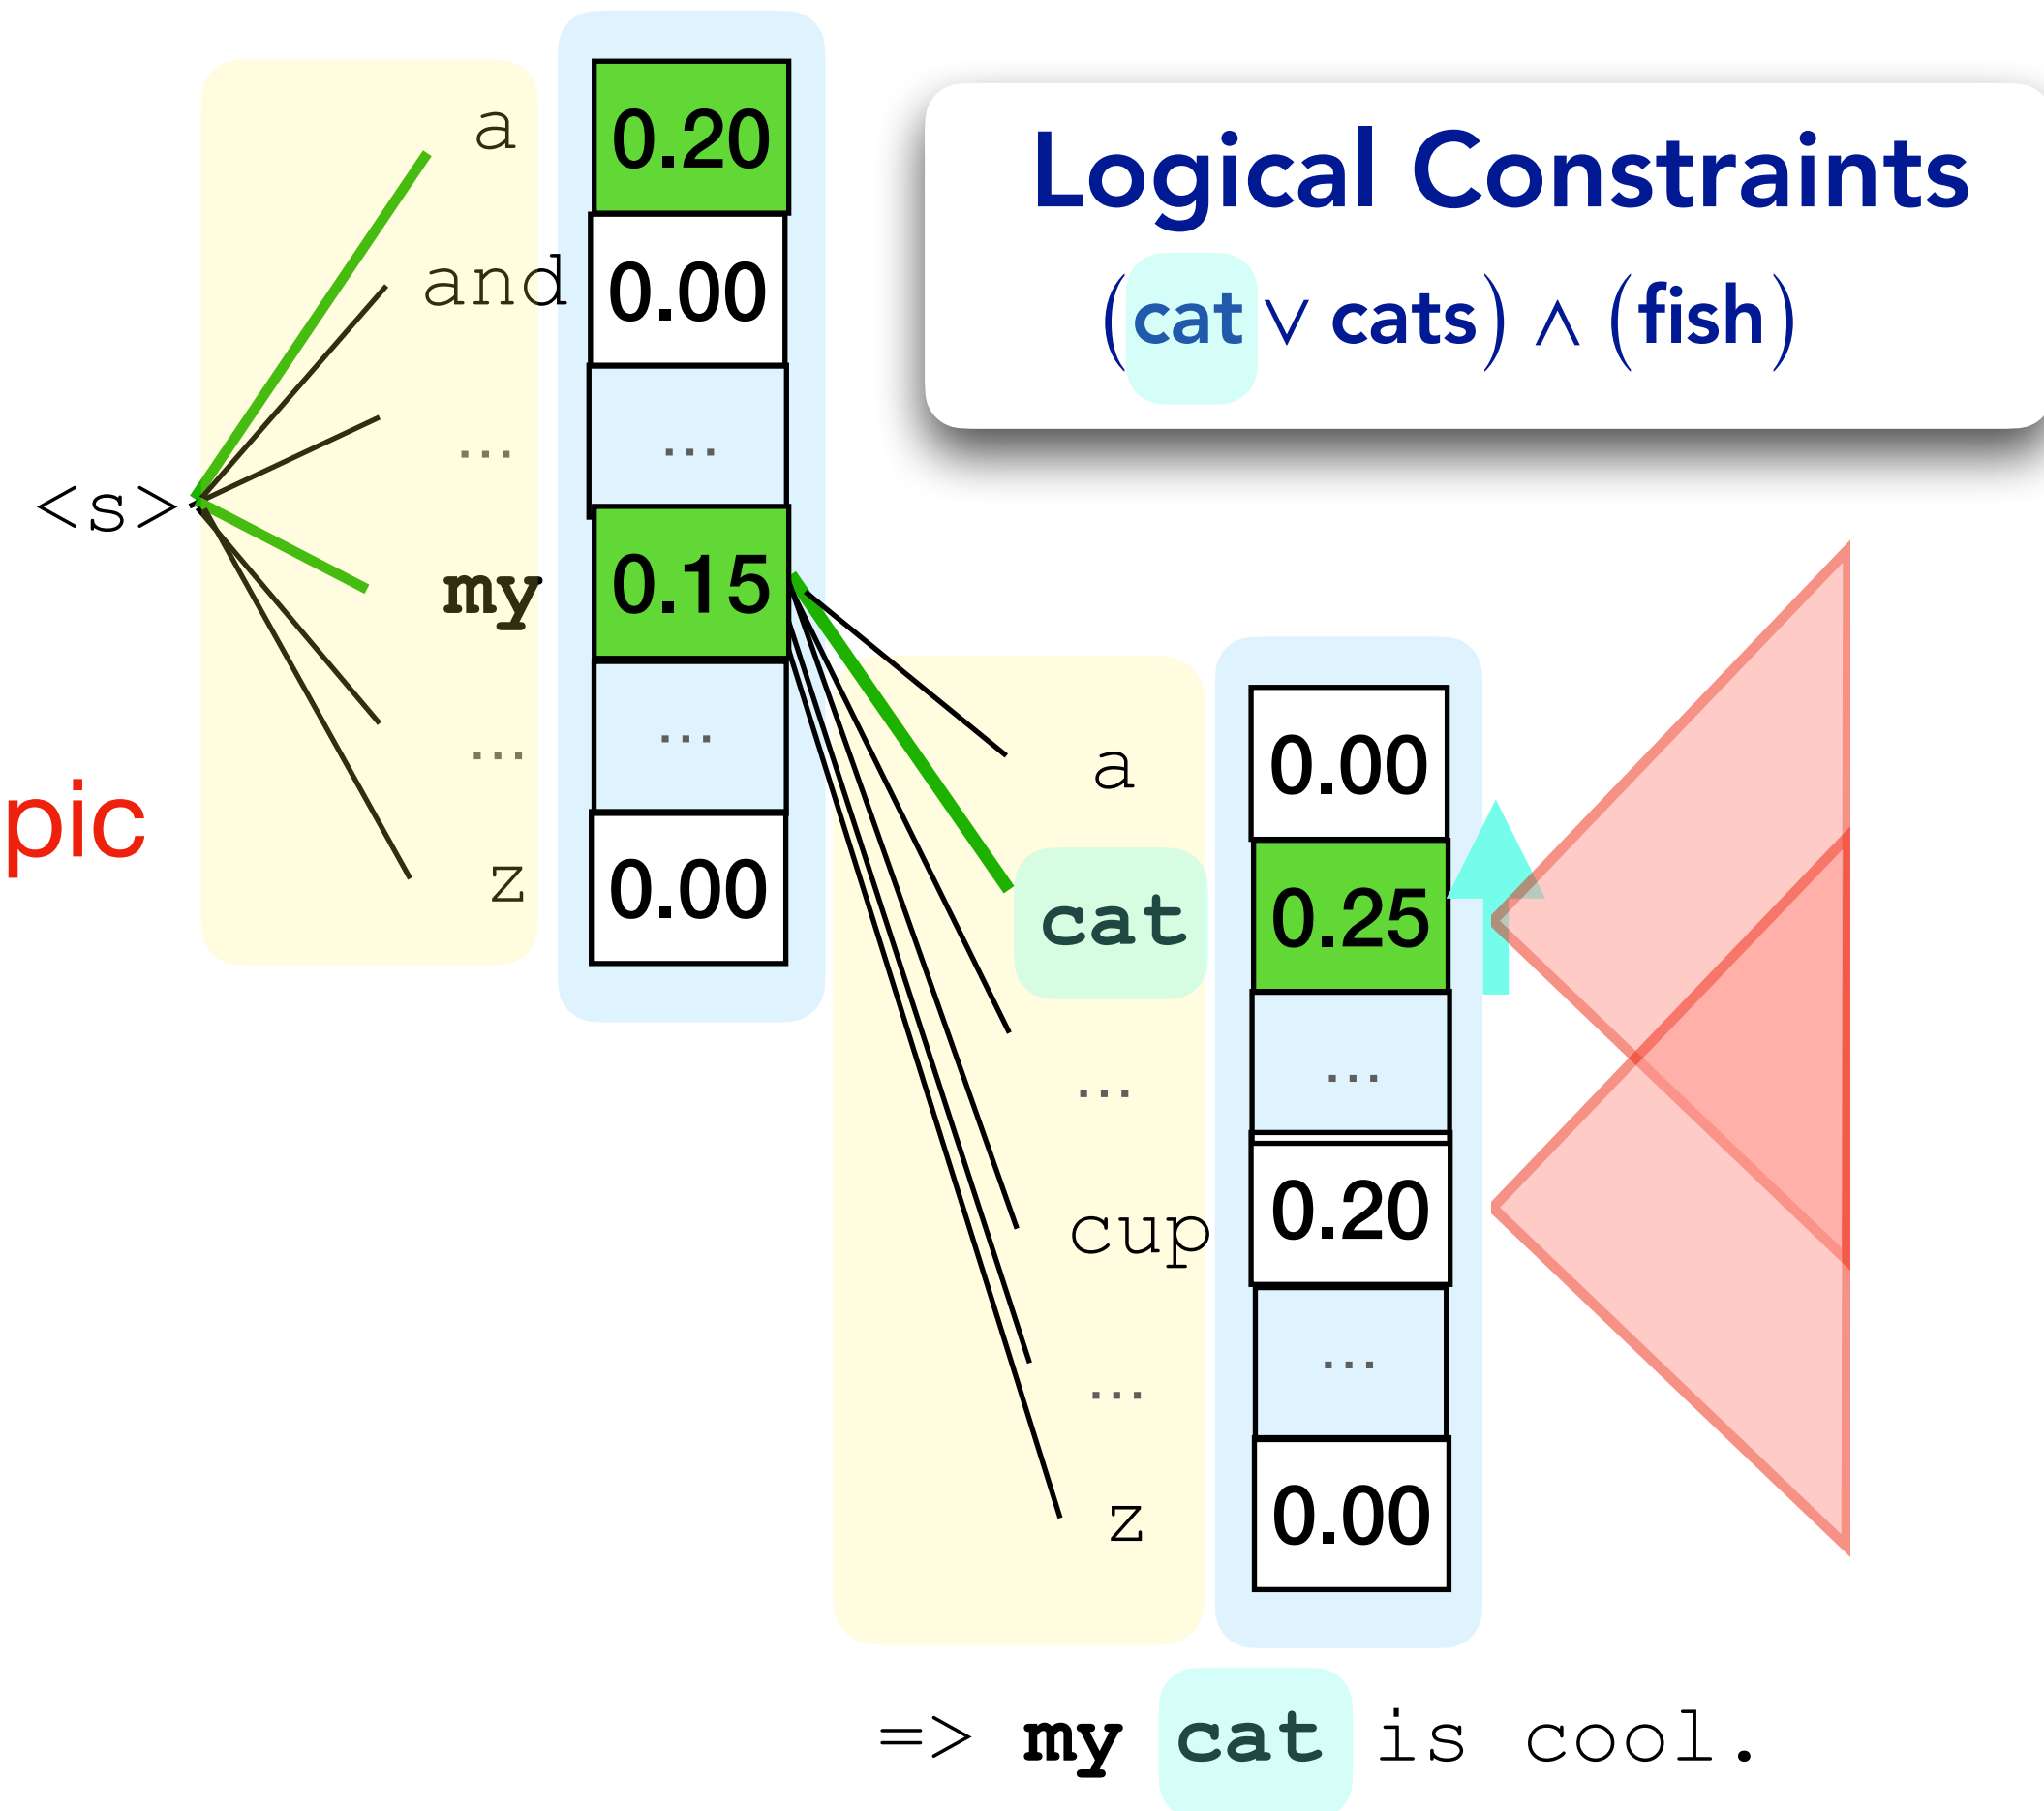 Logical Constraints
(cat ∨ cats) ∧ (fish)
<s>
a 0.20
and 0.00
... ...
my 0.15
... ...
z 0.00
pic
a 0.00
cat 0.25
... ...
cup 0.20
... ...
z 0.00
=> my cat is cool.